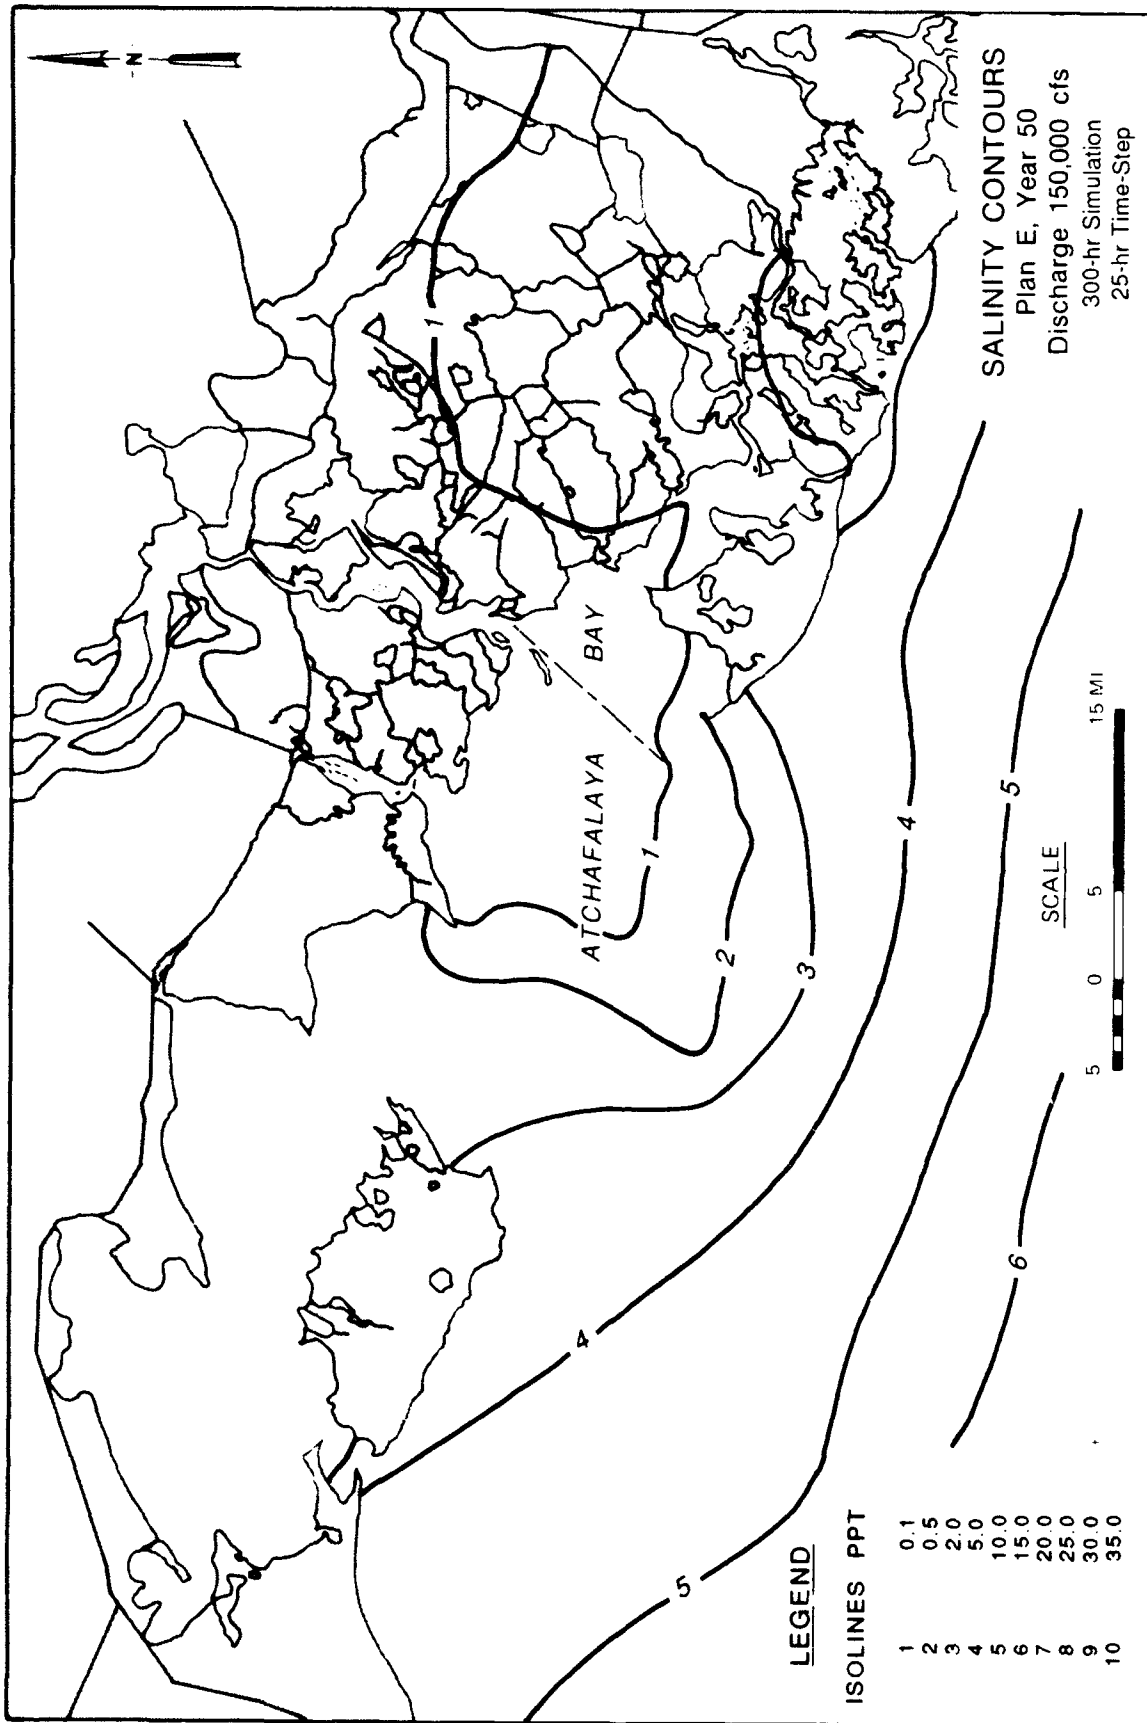 N
SALINITY CONTOURS
Plan E, Year 50
Discharge 150,000 cfs
300-hr Simulation
25-hr Time-Step
ATCHAFALAYA BAY
1
1
2
3
4
4
5
5
6
SCALE
5 0 5 15 MI
LEGEND
ISOLINES PPT
1 0.1
2 0.5
3 2.0
4 5.0
5 10.0
6 15.0
7 20.0
8 25.0
9 30.0
10 35.0